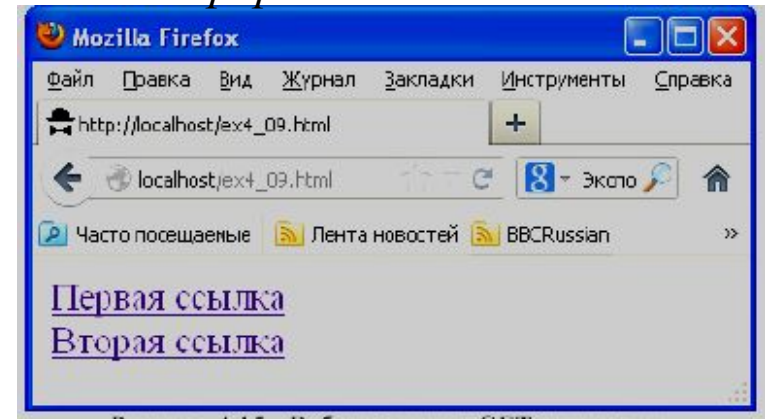 Mozilla Firefox
Файл Правка Вид Журнал Закладки Инструменты Справка
http://localhost/ex4_09.html
localhost/ex4_09.html Экспо
Часто посещаемые Лента новостей BBCRussian
Первая ссылка
Вторая ссылка